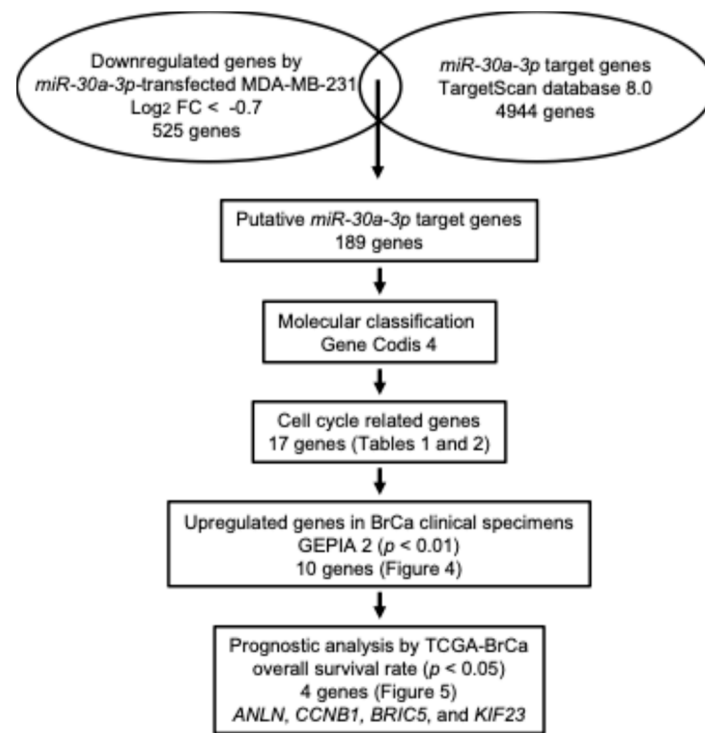 Downregulated genes by
miR-30a-3p-transfected MDA-MB-231
Log2 FC < -0.7
525 genes
miR-30a-3p target genes
TargetScan database 8.0
4944 genes
Putative miR-30a-3p target genes
189 genes
Molecular classification
Gene Codis 4
Cell cycle related genes
17 genes (Tables 1 and 2)
Upregulated genes in BrCa clinical specimens
GEPIA 2 (p < 0.01)
10 genes (Figure 4)
Prognostic analysis by TCGA-BrCa
overall survival rate (p < 0.05)
4 genes (Figure 5)
ANLN, CCNB1, BRIC5, and KIF23